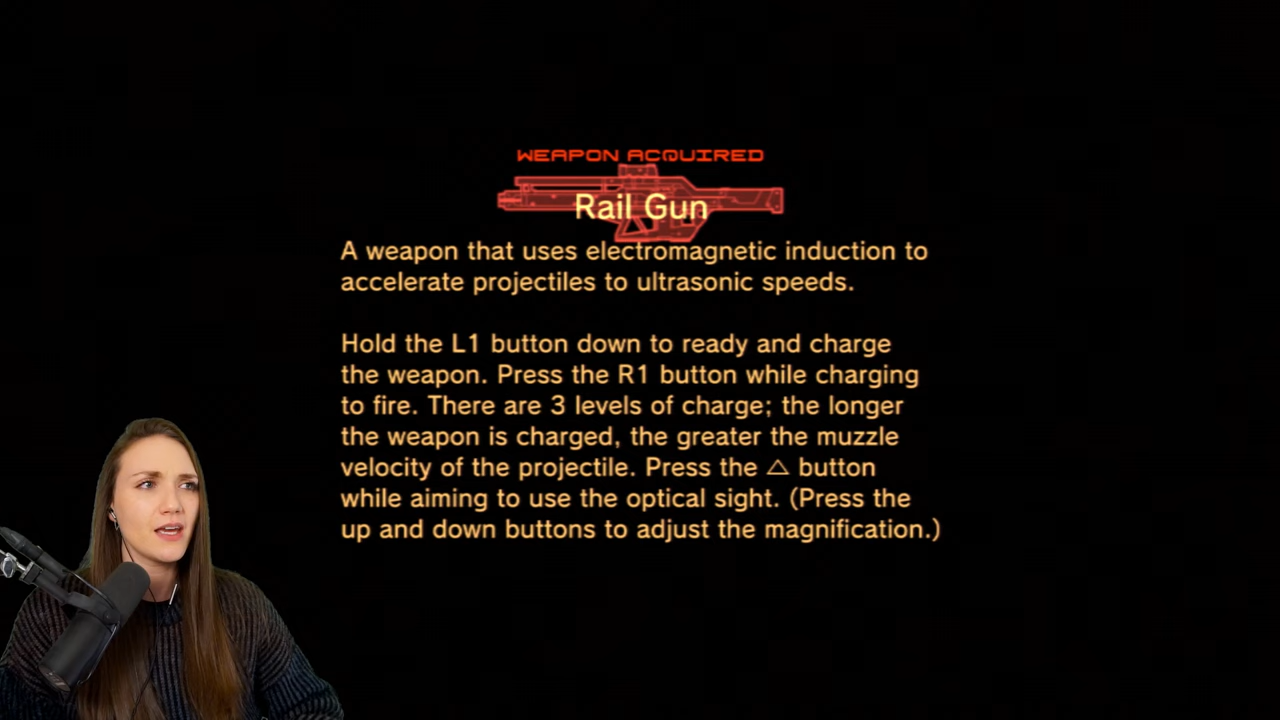 WEAPON ACQUIRED
Rail Gun
A weapon that uses electromagnetic induction to
accelerate projectiles to ultrasonic speeds.
Hold the L1 button down to ready and charge
the weapon. Press the R1 button while charging
to fire. There are 3 levels of charge; the longer
the weapon is charged, the greater the muzzle
velocity of the projectile. Press the △ button
while aiming to use the optical sight. (Press the
up and down buttons to adjust the magnification.)